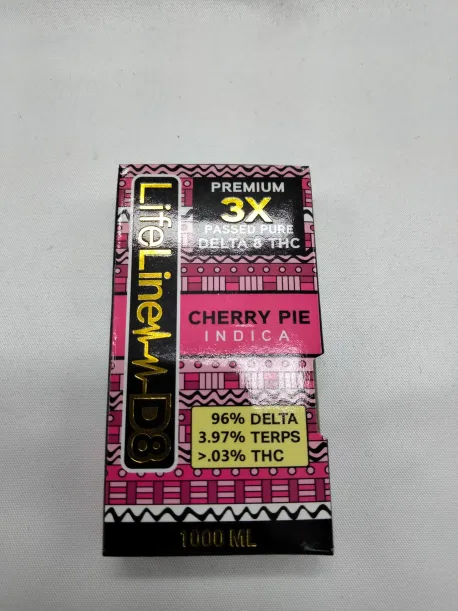 LifeLine D8
PREMIUM
3X
PASSED PURE
DELTA 8 THC
CHERRY PIE
INDICA
96% DELTA
3.97% TERPS
>.03% THC
1000 ML